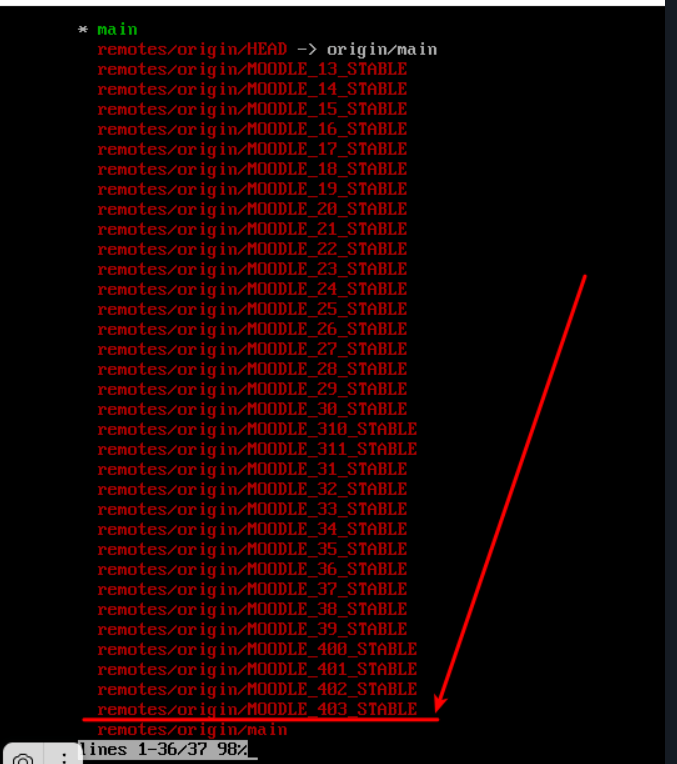 * main
remotes/origin/HEAD -> origin/main
remotes/origin/MOODLE_13_STABLE
remotes/origin/MOODLE_14_STABLE
remotes/origin/MOODLE_15_STABLE
remotes/origin/MOODLE_16_STABLE
remotes/origin/MOODLE_17_STABLE
remotes/origin/MOODLE_18_STABLE
remotes/origin/MOODLE_19_STABLE
remotes/origin/MOODLE_20_STABLE
remotes/origin/MOODLE_21_STABLE
remotes/origin/MOODLE_22_STABLE
remotes/origin/MOODLE_23_STABLE
remotes/origin/MOODLE_24_STABLE
remotes/origin/MOODLE_25_STABLE
remotes/origin/MOODLE_26_STABLE
remotes/origin/MOODLE_27_STABLE
remotes/origin/MOODLE_28_STABLE
remotes/origin/MOODLE_29_STABLE
remotes/origin/MOODLE_30_STABLE
remotes/origin/MOODLE_310_STABLE
remotes/origin/MOODLE_311_STABLE
remotes/origin/MOODLE_31_STABLE
remotes/origin/MOODLE_32_STABLE
remotes/origin/MOODLE_33_STABLE
remotes/origin/MOODLE_34_STABLE
remotes/origin/MOODLE_35_STABLE
remotes/origin/MOODLE_36_STABLE
remotes/origin/MOODLE_37_STABLE
remotes/origin/MOODLE_38_STABLE
remotes/origin/MOODLE_39_STABLE
remotes/origin/MOODLE_400_STABLE
remotes/origin/MOODLE_401_STABLE
remotes/origin/MOODLE_402_STABLE
remotes/origin/MOODLE_403_STABLE
remotes/origin/main
lines 1-36/37 98%